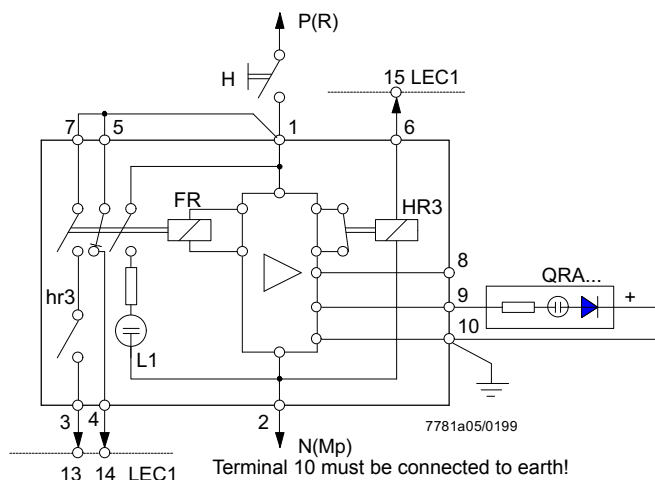 P(R)
H
15 LEC1
7 5 1 6
FR
HR3
8
QRA...
hr3
9
+
10
L1
3 4 2
7781a05/0199
N(Mp)
13 14 LEC1
Terminal 10 must be connected to earth!